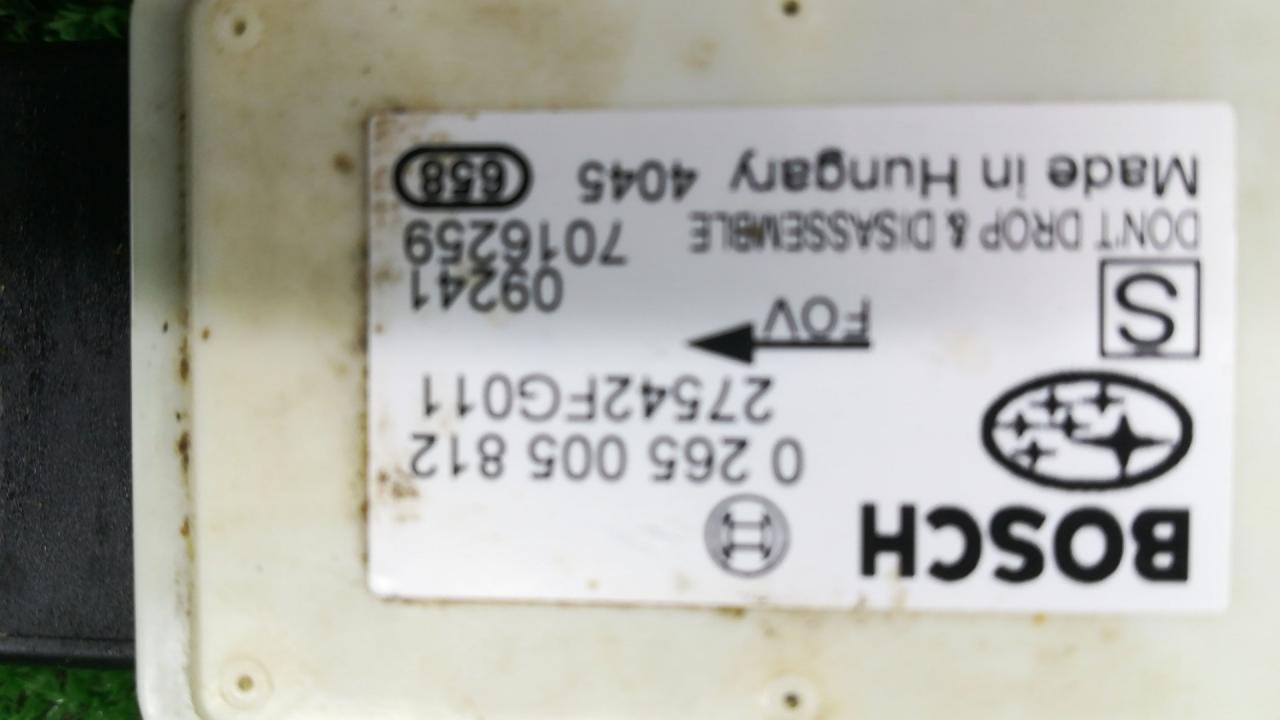 BOSCH
0 265 005 812
27542FG011
FOV
S
09241
7016259
DON'T DROP & DISASSEMBLE
Made in Hungary 4045 658